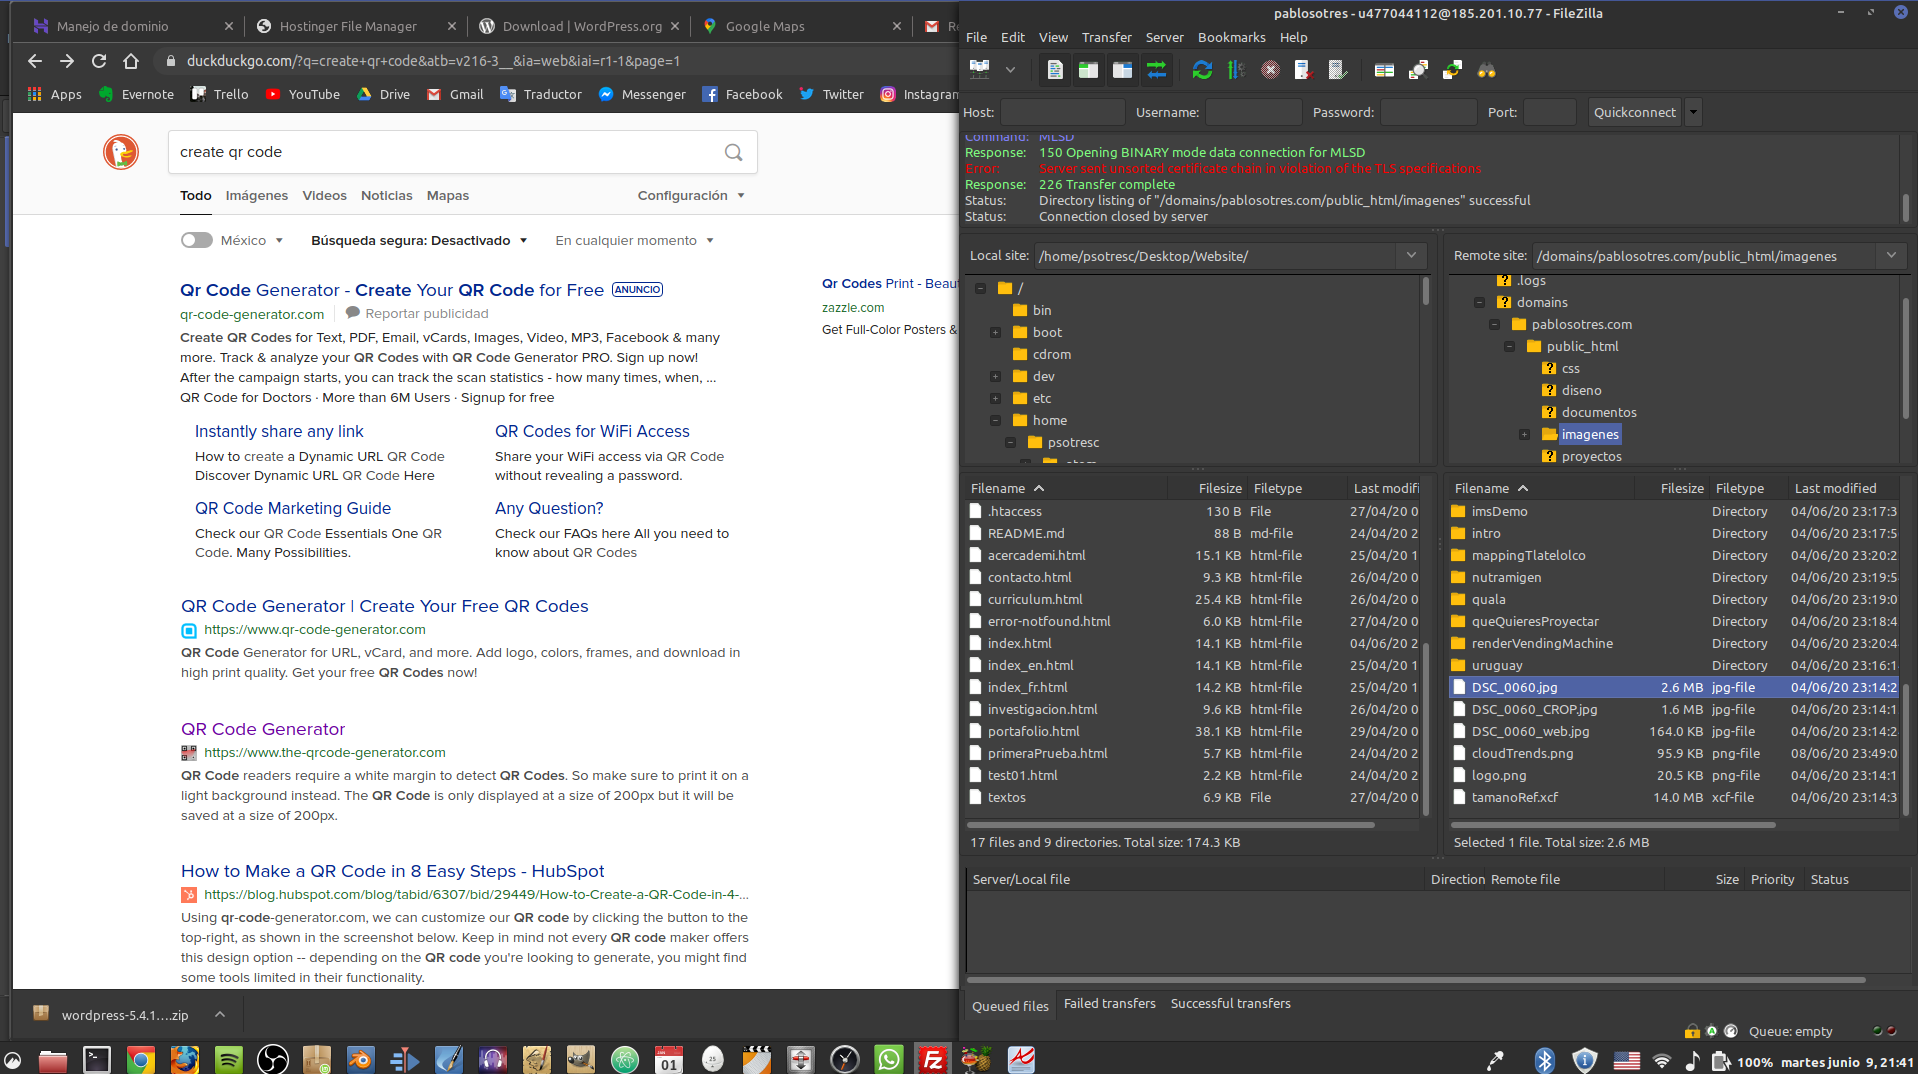 Manejo de dominio
Hostinger File Manager
Download | WordPress.org
Google Maps
duckduckgo.com/?q=create+qr+code&atb=v216-3__&ia=web&iai=r1-1&page=1
Apps Evernote Trello YouTube Drive Gmail Traductor Messenger Facebook Twitter Instagram
create qr code
Todo Imágenes Videos Noticias Mapas Configuración
México Búsqueda segura: Desactivado En cualquier momento
Qr Code Generator - Create Your QR Code for Free ANUNCIO
qr-code-generator.com Reportar publicidad
Create QR Codes for Text, PDF, Email, vCards, Images, Video, MP3, Facebook & many
more. Track & analyze your QR Codes with QR Code Generator PRO. Sign up now!
After the campaign starts, you can track the scan statistics - how many times, when, ...
QR Code for Doctors · More than 6M Users · Signup for free
Instantly share any link
How to create a Dynamic URL QR Code
Discover Dynamic URL QR Code Here
QR Codes for WiFi Access
Share your WiFi access via QR Code
without revealing a password.
QR Code Marketing Guide
Check our QR Code Essentials One QR
Code. Many Possibilities.
Any Question?
Check our FAQs here All you need to
know about QR Codes
QR Code Generator | Create Your Free QR Codes
https://www.qr-code-generator.com
QR Code Generator for URL, vCard, and more. Add logo, colors, frames, and download in
high print quality. Get your free QR Codes now!
QR Code Generator
https://www.the-qrcode-generator.com
QR Code readers require a white margin to detect QR Codes. So make sure to print it on a
light background instead. The QR Code is only displayed at a size of 200px but it will be
saved at a size of 200px.
How to Make a QR Code in 8 Easy Steps - HubSpot
https://blog.hubspot.com/blog/tabid/6307/bid/29449/How-to-Create-a-QR-Code-in-4-...
Using qr-code-generator.com, we can customize our QR code by clicking the button to the
top-right, as shown in the screenshot below. Keep in mind not every QR code maker offers
this design option -- depending on the QR code you're looking to generate, you might find
some tools limited in their functionality.
Qr Codes Print - Beau
zazzle.com
Get Full-Color Posters &
wordpress-5.4.1....zip
pablosotres - u477044112@185.201.10.77 - FileZilla
File Edit View Transfer Server Bookmarks Help
Host: Username: Password: Port: Quickconnect
Command: MLSD
Response: 150 Opening BINARY mode data connection for MLSD
Error: Server sent unsorted certificate chain in violation of the TLS specifications
Response: 226 Transfer complete
Status: Directory listing of "/domains/pablosotres.com/public_html/imagenes" successful
Status: Connection closed by server
Local site: /home/psotresc/Desktop/Website/
/
bin
boot
cdrom
dev
etc
home
psotresc
Remote site: /domains/pablosotres.com/public_html/imagenes
.logs
domains
pablosotres.com
public_html
css
diseno
documentos
imagenes
proyectos
Filename Filesize Filetype Last modifi
.htaccess 130 B File 27/04/20 0
README.md 88 B md-file 24/04/20 2
acercademi.html 15.1 KB html-file 25/04/20 1
contacto.html 9.3 KB html-file 26/04/20 0
curriculum.html 25.4 KB html-file 26/04/20 0
error-notfound.html 6.0 KB html-file 27/04/20 0
index.html 14.1 KB html-file 04/06/20 2
index_en.html 14.1 KB html-file 25/04/20 1
index_fr.html 14.2 KB html-file 25/04/20 1
investigacion.html 9.6 KB html-file 26/04/20 0
portafolio.html 38.1 KB html-file 29/04/20 0
primeraPrueba.html 5.7 KB html-file 24/04/20 2
test01.html 2.2 KB html-file 24/04/20 2
textos 6.9 KB File 27/04/20 0
17 files and 9 directories. Total size: 174.3 KB
Filename Filesize Filetype Last modified
imsDemo Directory 04/06/20 23:17:3
intro Directory 04/06/20 23:17:5
mappingTlatelolco Directory 04/06/20 23:20:2
nutramigen Directory 04/06/20 23:19:5
quala Directory 04/06/20 23:19:0
queQuieresProyectar Directory 04/06/20 23:18:4
renderVendingMachine Directory 04/06/20 23:20:4
uruguay Directory 04/06/20 23:16:1
DSC_0060.jpg 2.6 MB jpg-file 04/06/20 23:14:2
DSC_0060_CROP.jpg 1.6 MB jpg-file 04/06/20 23:14:1
DSC_0060_web.jpg 164.0 KB jpg-file 04/06/20 23:14:2
cloudTrends.png 95.9 KB png-file 08/06/20 23:49:0
logo.png 20.5 KB png-file 04/06/20 23:14:1
tamanoRef.xcf 14.0 MB xcf-file 04/06/20 23:14:3
Selected 1 file. Total size: 2.6 MB
Server/Local file Direction Remote file Size Priority Status
Queued files Failed transfers Successful transfers
Queue: empty
01
25
100% martes junio 9, 21:41